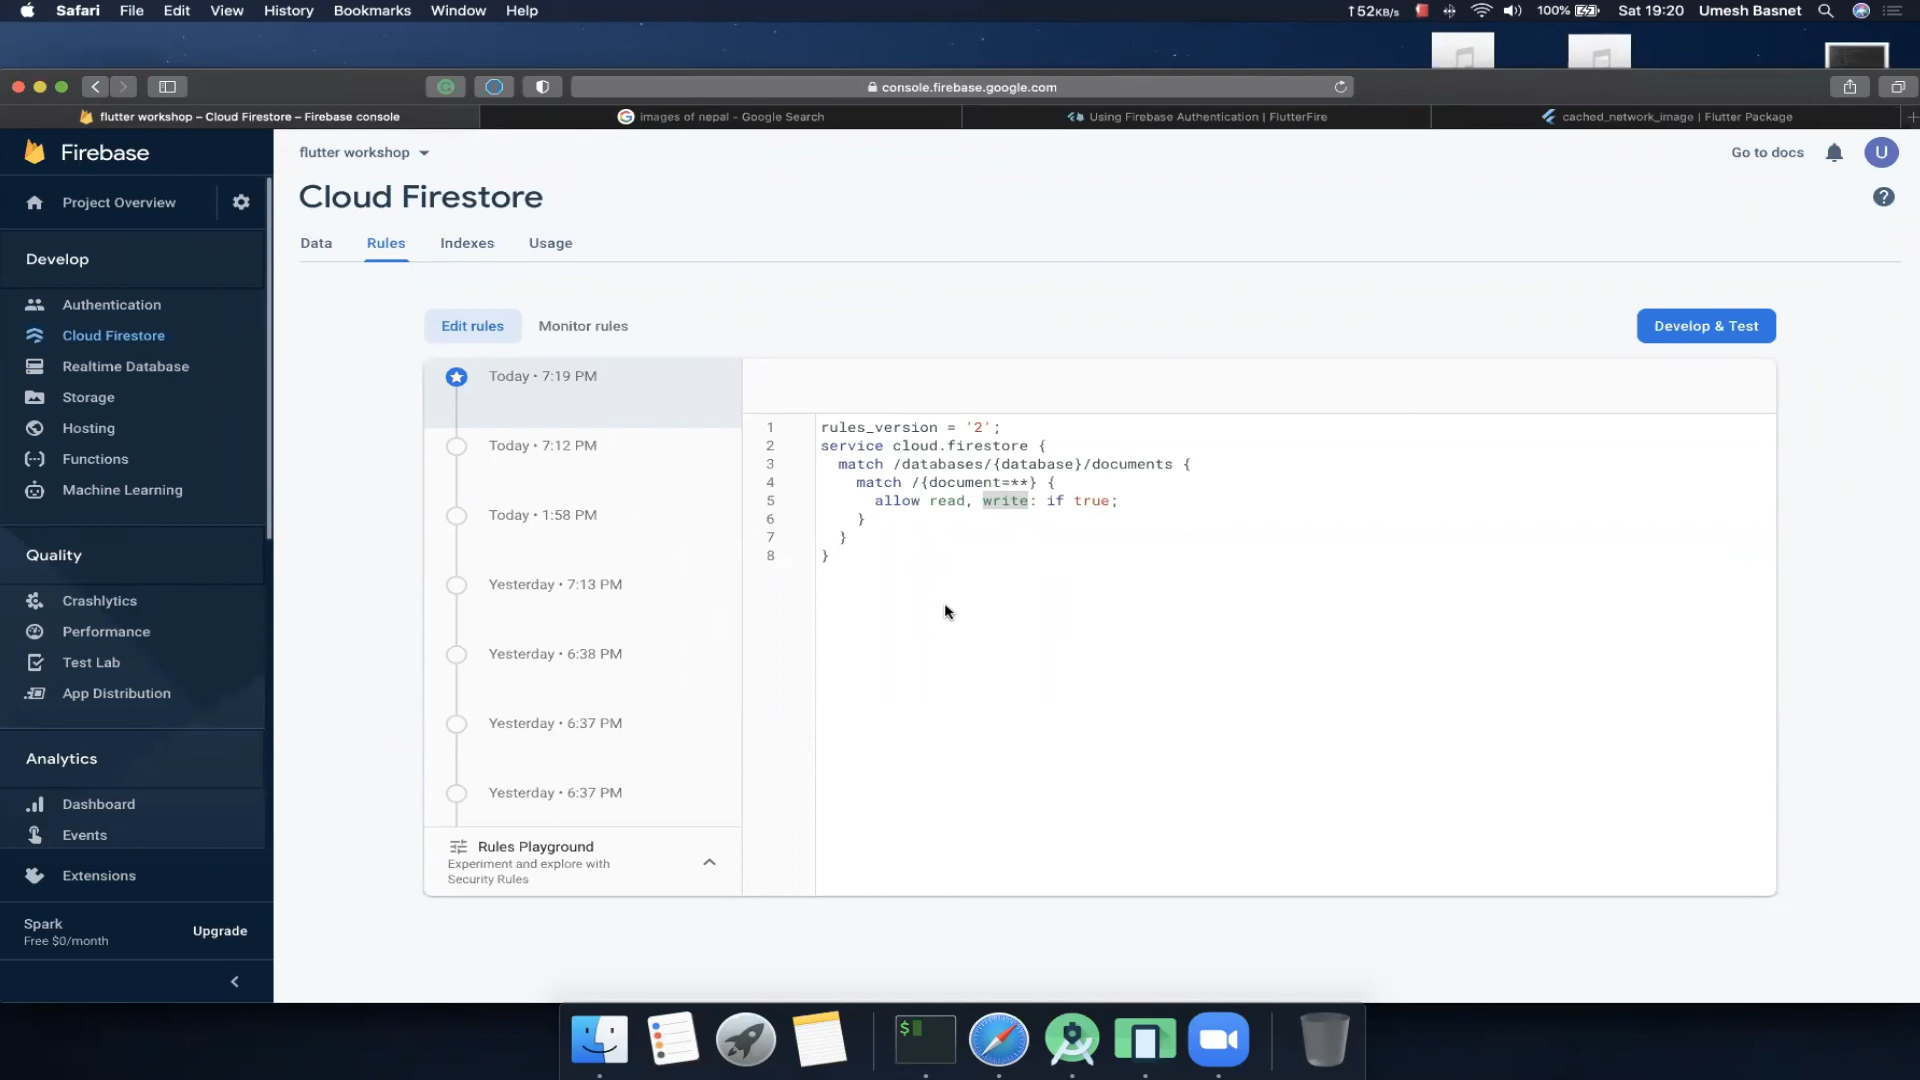 Safari File Edit View History Bookmarks Window Help
↑52KB/s 100% Sat 19:20 Umesh Basnet
console.firebase.google.com
flutter workshop – Cloud Firestore – Firebase console
images of nepal - Google Search
Using Firebase Authentication | FlutterFire
cached_network_image | Flutter Package
Firebase
flutter workshop
Go to docs
U
Project Overview
Cloud Firestore
?
Data Rules Indexes Usage
Develop
Authentication
Cloud Firestore
Realtime Database
Storage
Hosting
Functions
Machine Learning
Quality
Crashlytics
Performance
Test Lab
App Distribution
Analytics
Dashboard
Events
Extensions
Spark
Free $0/month
Upgrade
Edit rules Monitor rules
Develop & Test
Today • 7:19 PM
Today • 7:12 PM
Today • 1:58 PM
Yesterday • 7:13 PM
Yesterday • 6:38 PM
Yesterday • 6:37 PM
Yesterday • 6:37 PM
Rules Playground
Experiment and explore with
Security Rules
1 rules_version = '2';
2 service cloud.firestore {
3 match /databases/{database}/documents {
4 match /{document=**} {
5 allow read, write: if true;
6 }
7 }
8 }
$